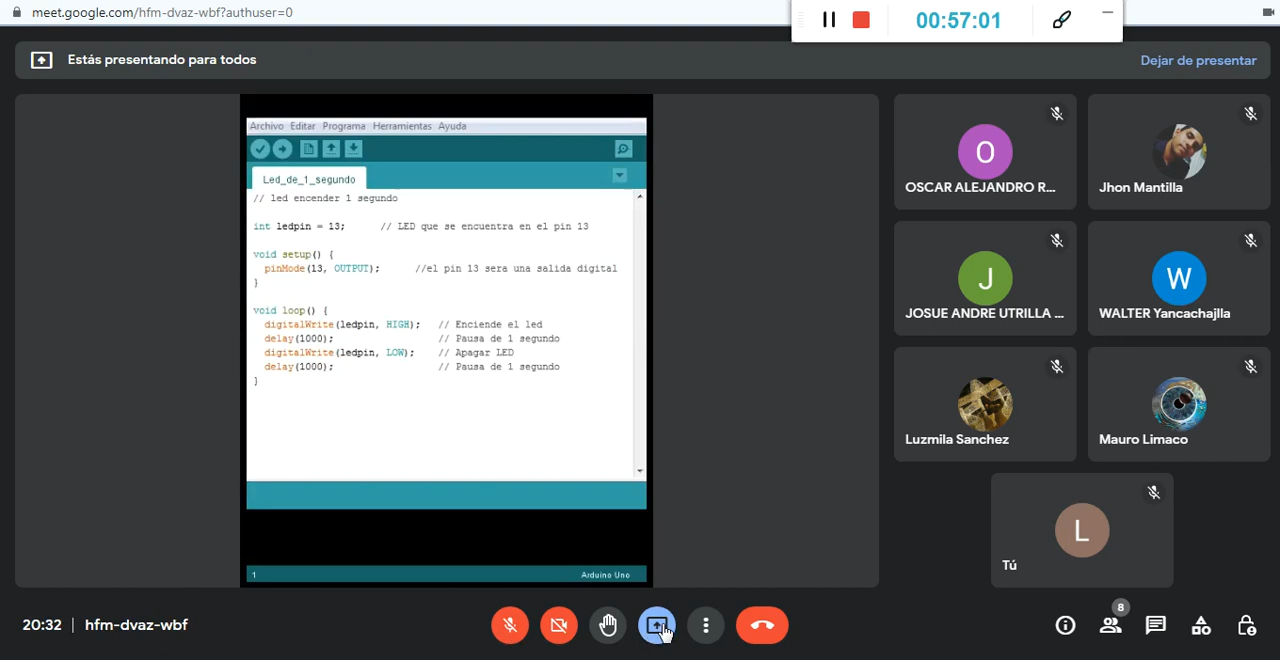 meet.google.com/hfm-dvaz-wbf?authuser=0
00:57:01
Estás presentando para todos
Dejar de presentar
Archivo Editar Programa Herramientas Ayuda
Led_de_1_segundo
// led encender 1 segundo
int ledpin = 13; // LED que se encuentra en el pin 13
void setup() {
pinMode(13, OUTPUT); //el pin 13 sera una salida digital
}
void loop() {
digitalWrite(ledpin, HIGH); // Enciende el led
delay(1000); // Pausa de 1 segundo
digitalWrite(ledpin, LOW); // Apagar LED
delay(1000); // Pausa de 1 segundo
}
1 Arduino Uno
O
OSCAR ALEJANDRO R...
Jhon Mantilla
J
JOSUE ANDRE UTRILLA ...
W
WALTER Yancachajlla
Luzmila Sanchez
Mauro Limaco
L
Tú
20:32 | hfm-dvaz-wbf
8